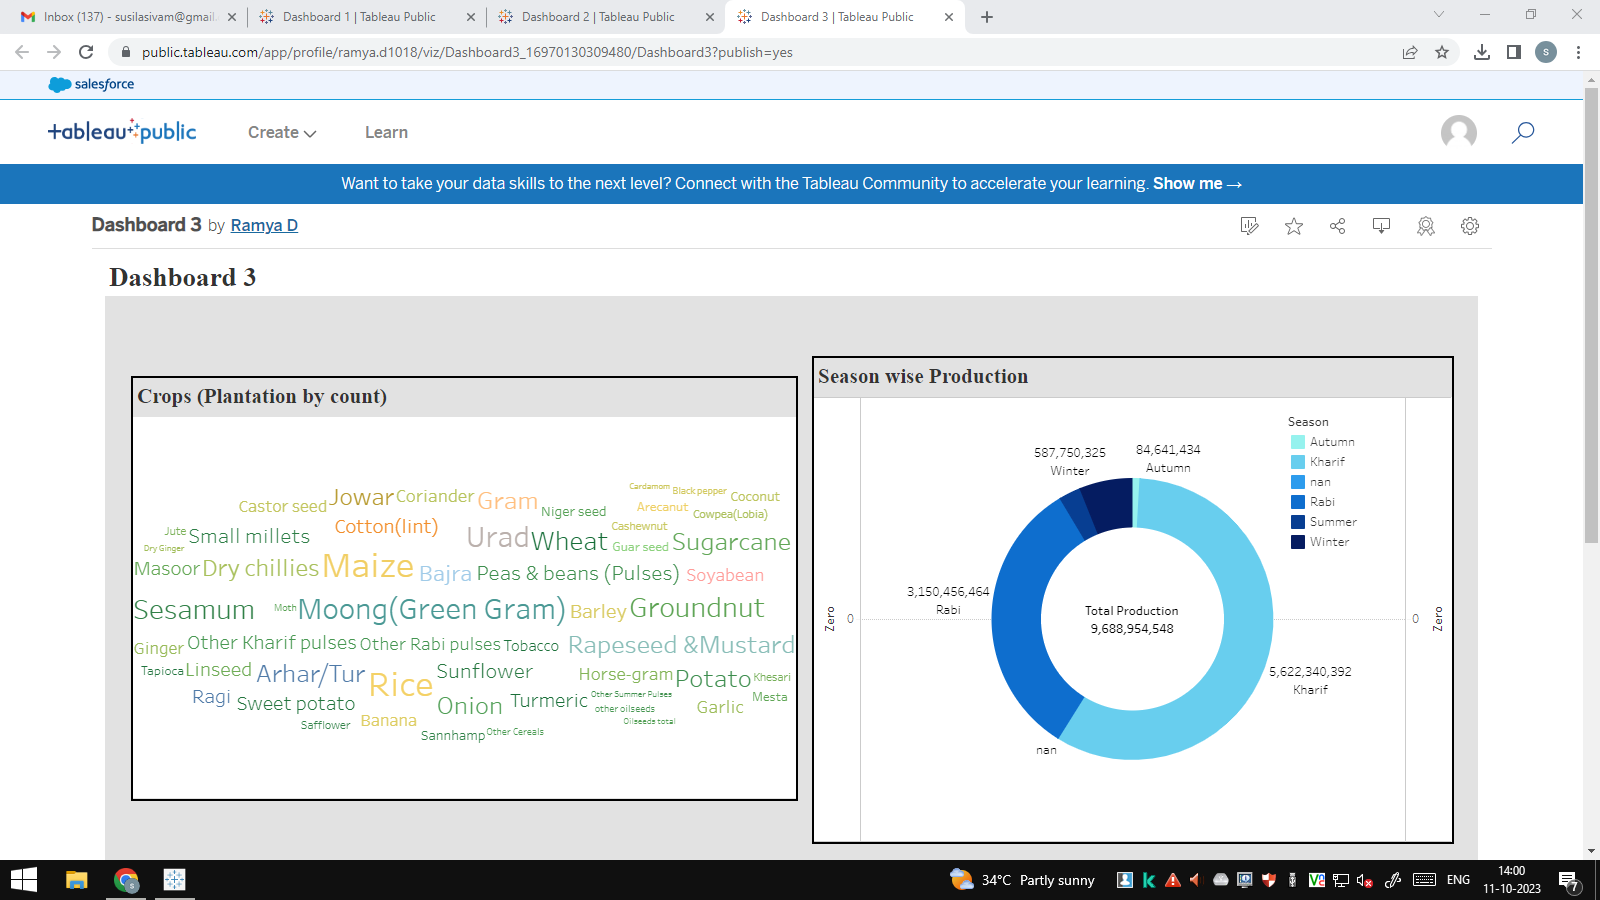 Inbox (137) - susilasivam@gmail.
Dashboard 1 | Tableau Public
Dashboard 2 | Tableau Public
Dashboard 3 | Tableau Public
public.tableau.com/app/profile/ramya.d1018/viz/Dashboard3_16970130309480/Dashboard3?publish=yes
S
salesforce
+ableau public
Create
Learn
Want to take your data skills to the next level? Connect with the Tableau Community to accelerate your learning. Show me →
Dashboard 3 by Ramya D
Dashboard 3
Crops (Plantation by count)
Castor seed Jowar Coriander Gram Niger seed Cardamom Black pepper Coconut
Arecanut Cowpea(Lobia)
Jute Small millets Cotton(lint) Urad Wheat Cashewnut
Dry Ginger Guar seed Sugarcane
Masoor Dry chillies Maize Bajra Peas & beans (Pulses) Soyabean
Sesamum Moth Moong(Green Gram) Barley Groundnut
Ginger Other Kharif pulses Other Rabi pulses Tobacco Rapeseed &Mustard
Tapioca Linseed Arhar/Tur Rice Sunflower Horse-gram Potato Khesari
Ragi Sweet potato Onion Turmeric Other Summer Pulses Mesta
other oilseeds Garlic
Safflower Banana Oilseeds total
Sannhamp Other Cereals
Season wise Production
Season
Autumn
Kharif
nan
Rabi
Summer
Winter
587,750,325
Winter
84,641,434
Autumn
3,150,456,464
Rabi
Total Production
9,688,954,548
5,622,340,392
Kharif
nan
Zero
0
0
Zero
34°C Partly sunny
ENG
14:00
11-10-2023
7